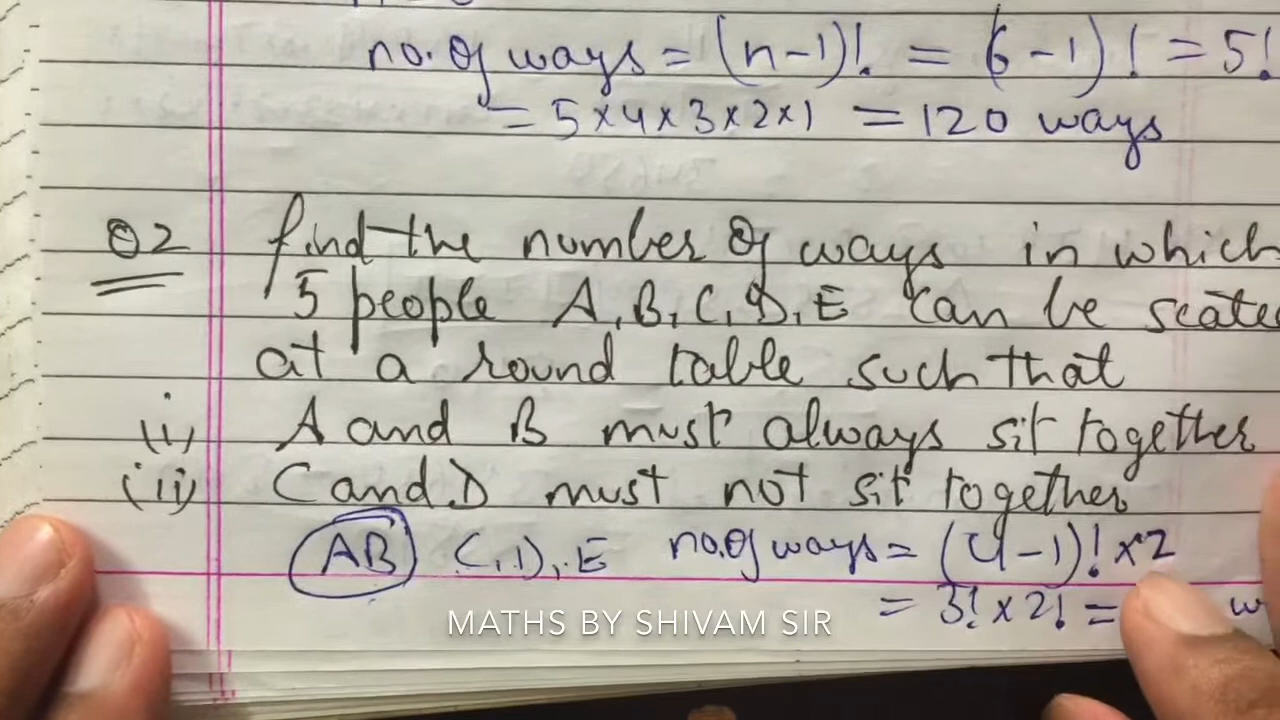 no. of ways = (n-1)! = (6-1)! = 5!
= 5×4×3×2×1 = 120 ways
Q2 find the number of ways in which
5 people A, B, C, D, E can be seated
at a round table such that
(i) A and B must always sit together
(ii) C and D must not sit together
AB C, D, E no. of ways = (4-1)! ×2
= 3! × 2! =
MATHS BY SHIVAM SIR